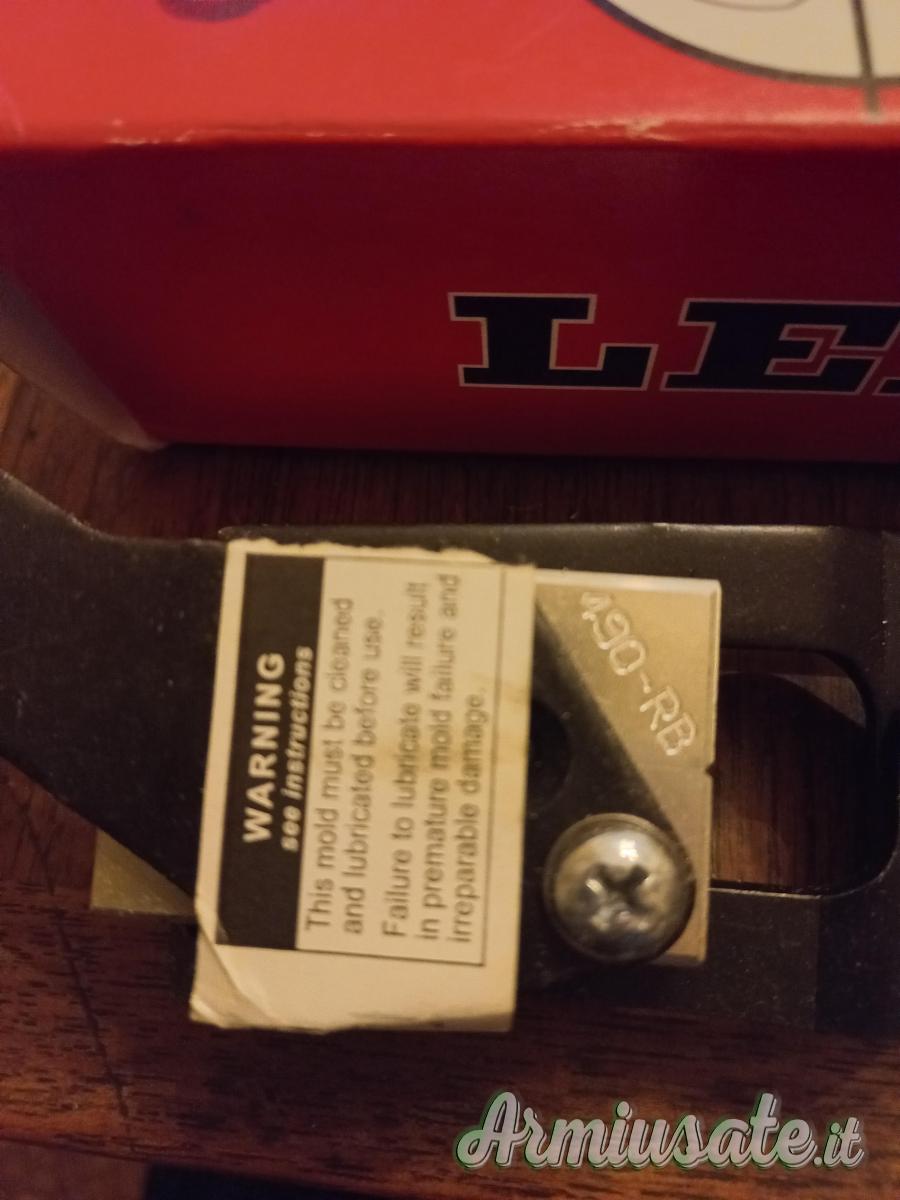 LE
WARNING
see instructions
This mold must be cleaned
and lubricated before use.
Failure to lubricate will result
in premature mold failure and
irreparable damage.
490-RB
Armiusate.it